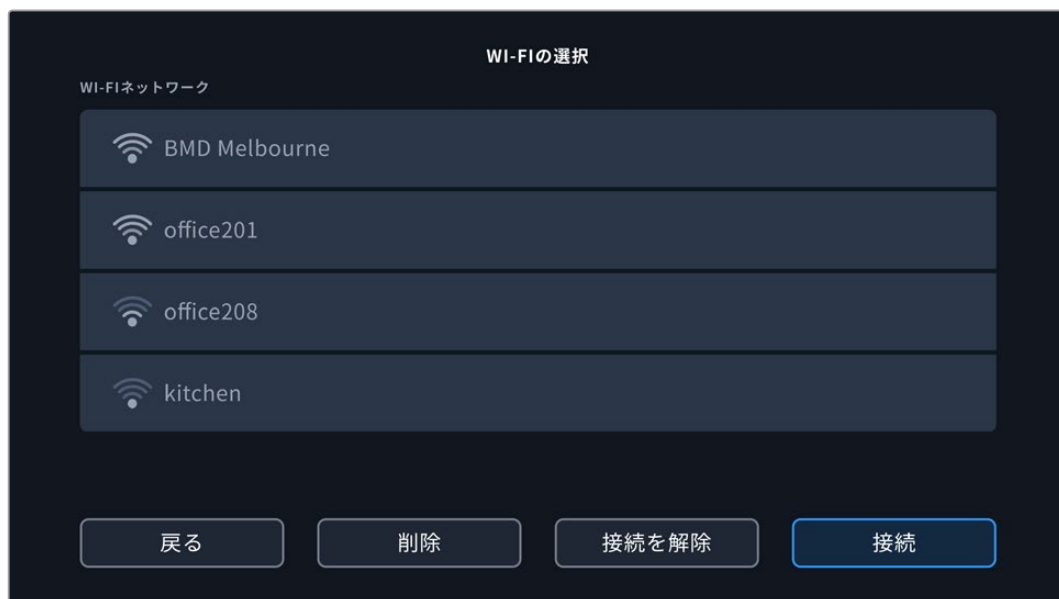 WI-FIの選択
WI-FIネットワーク
BMD Melbourne
office201
office208
kitchen
戻る
削除
接続を解除
接続